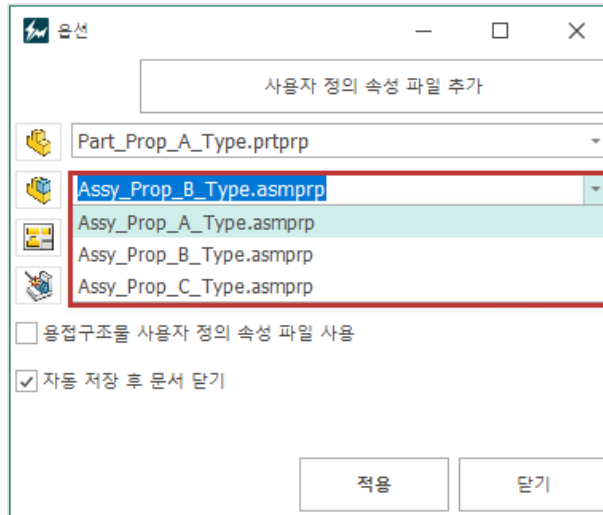 옵션
사용자 정의 속성 파일 추가
Part_Prop_A_Type.prtprp
Assy_Prop_B_Type.asmprp
Assy_Prop_A_Type.asmprp
Assy_Prop_B_Type.asmprp
Assy_Prop_C_Type.asmprp
용접구조물 사용자 정의 속성 파일 사용
자동 저장 후 문서 닫기
적용 닫기